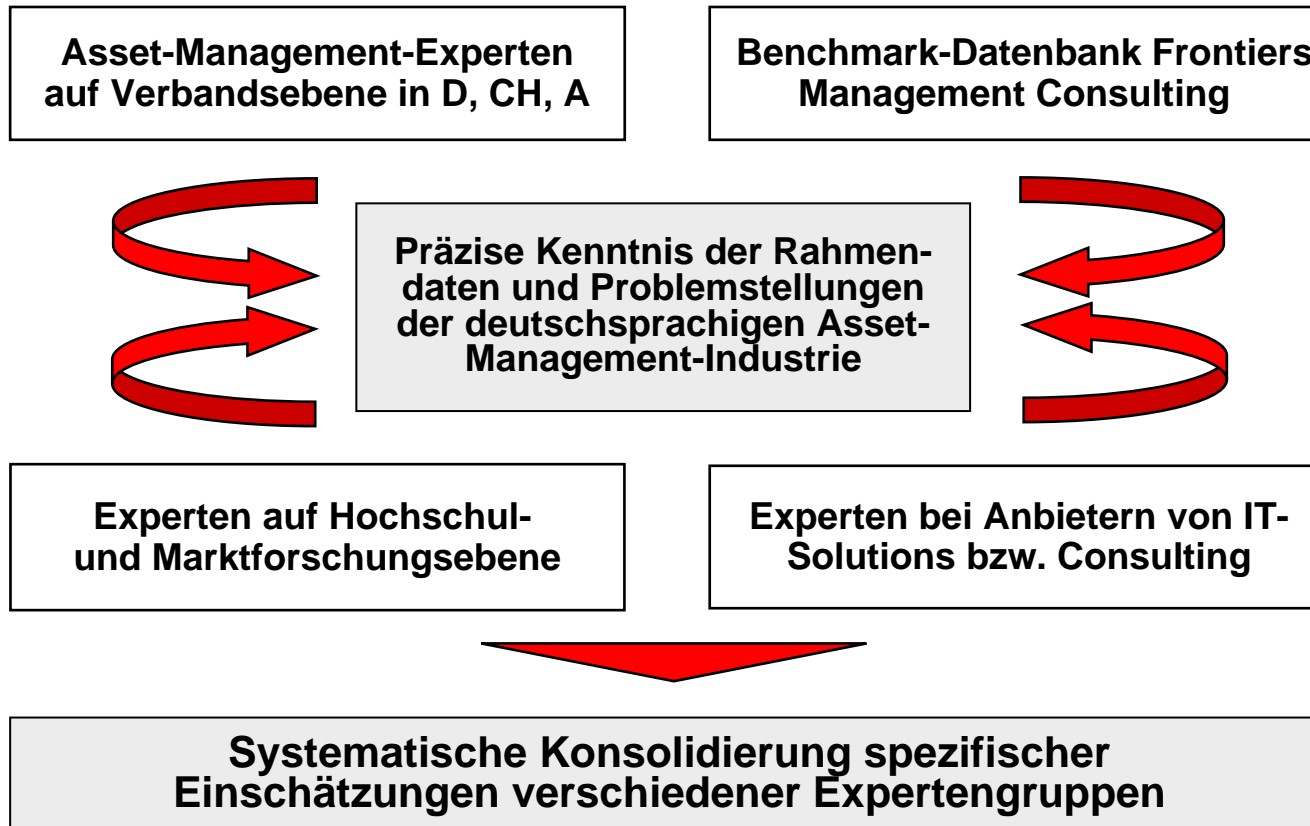 Asset-Management-Experten
auf Verbandsebene in D, CH, A
Benchmark-Datenbank Frontiers
Management Consulting
Präzise Kenntnis der Rahmen-
daten und Problemstellungen
der deutschsprachigen Asset-
Management-Industrie
Experten auf Hochschul-
und Marktforschungsebene
Experten bei Anbietern von IT-
Solutions bzw. Consulting
Systematische Konsolidierung spezifischer
Einschätzungen verschiedener Expertengruppen